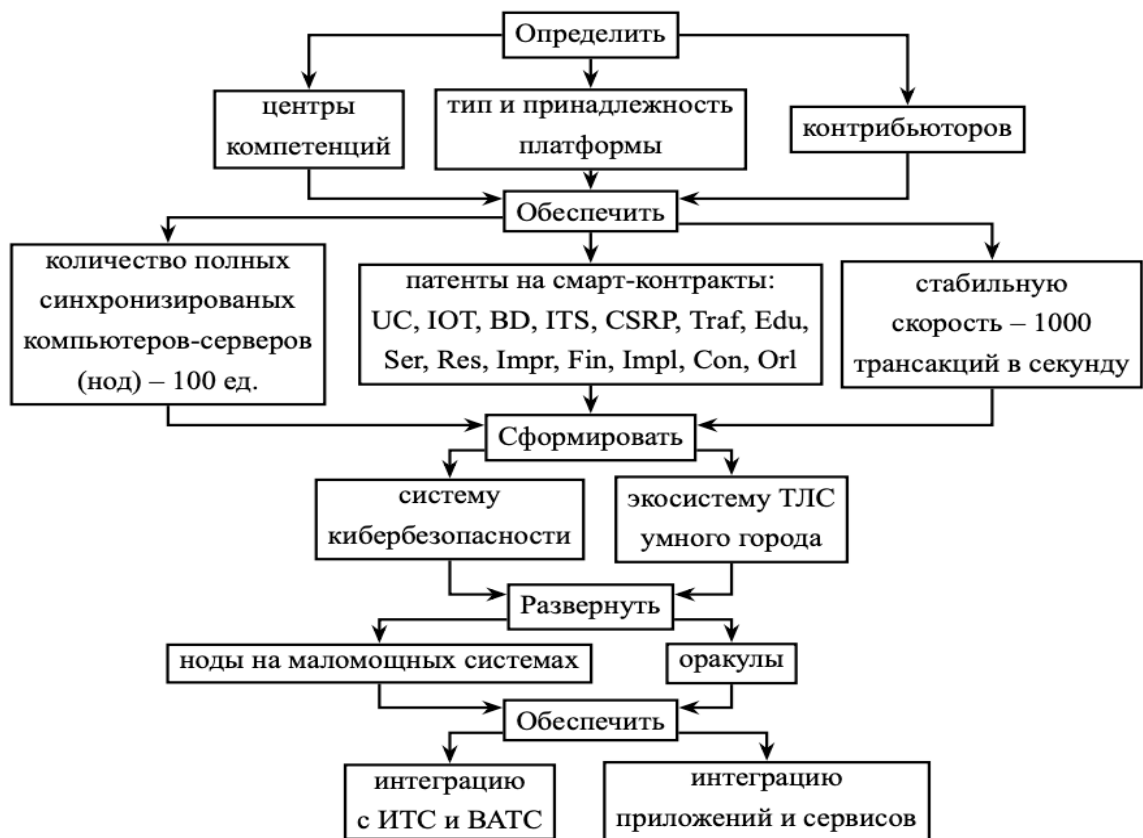 Определить
центры
компетенций
тип и принадлежность
платформы
контрибьюторов
Обеспечить
количество полных
синхронизированых
компьютеров-серверов
(нод) – 100 ед.
патенты на смарт-контракты:
UC, IOT, BD, ITS, CSRP, Traf, Edu,
Ser, Res, Impr, Fin, Impl, Con, Orl
стабильную
скорость – 1000
трансакций в секунду
Сформировать
систему
кибербезопасности
экосистему ТЛС
умного города
Развернуть
ноды на маломощных системах
оракулы
Обеспечить
интеграцию
с ИТС и ВАТС
интеграцию
приложений и сервисов